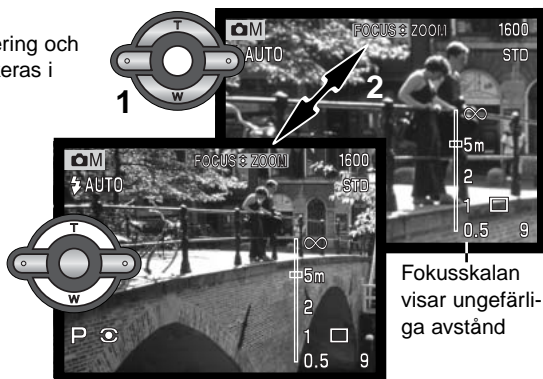 ering och
eras i
1
T
W
M FOCUS ZOOM 1600
AUTO STD
2
∞
5m
2
1
0.5 9
M FOCUS ZOOM 1600
AUTO STD
T
W
∞
5m
2
P 1
0.5 9
Fokusskalan
visar ungefärli-
ga avstånd